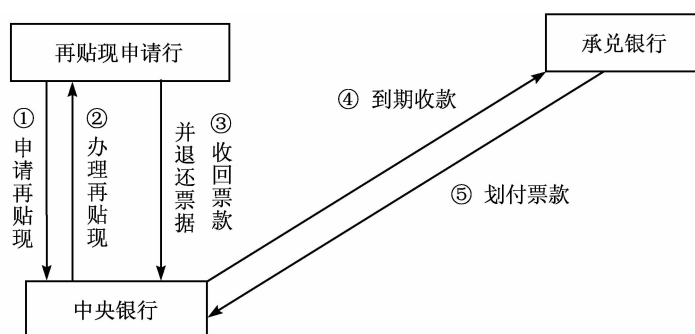 再贴现申请行
承兑银行
① 申请再贴现
② 办理再贴现
③ 收回票款
并退还票据
④ 到期收款
⑤ 划付票款
中央银行